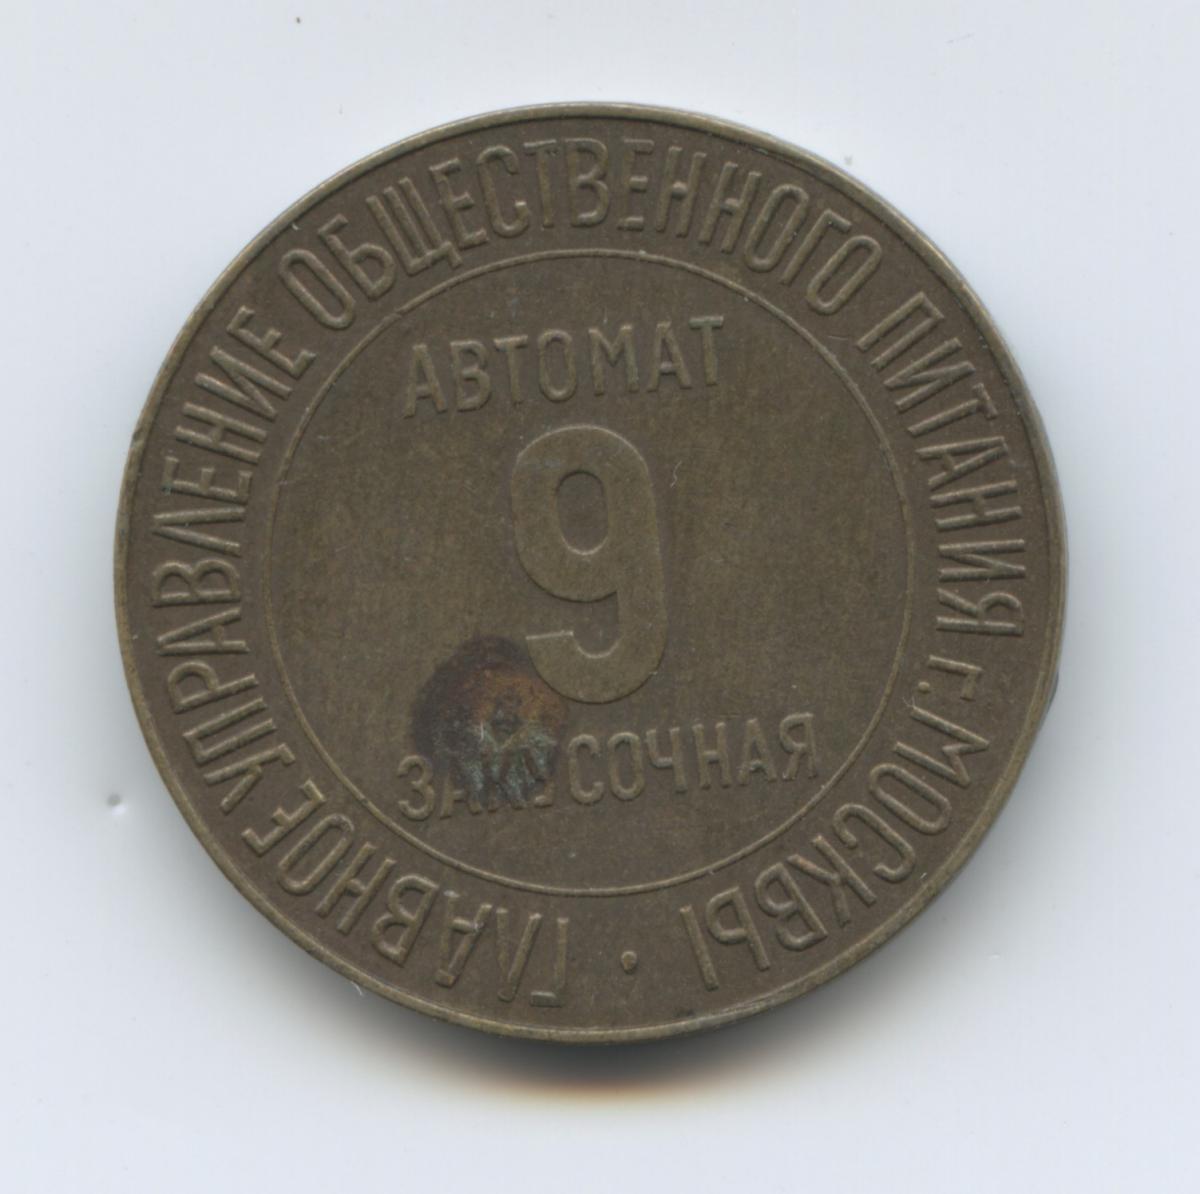 ГЛАВНОЕ УПРАВЛЕНИЕ ОБЩЕСТВЕННОГО ПИТАНИЯ г. МОСКВЫ •
АВТОМАТ
9
ЗАКУСОЧНАЯ